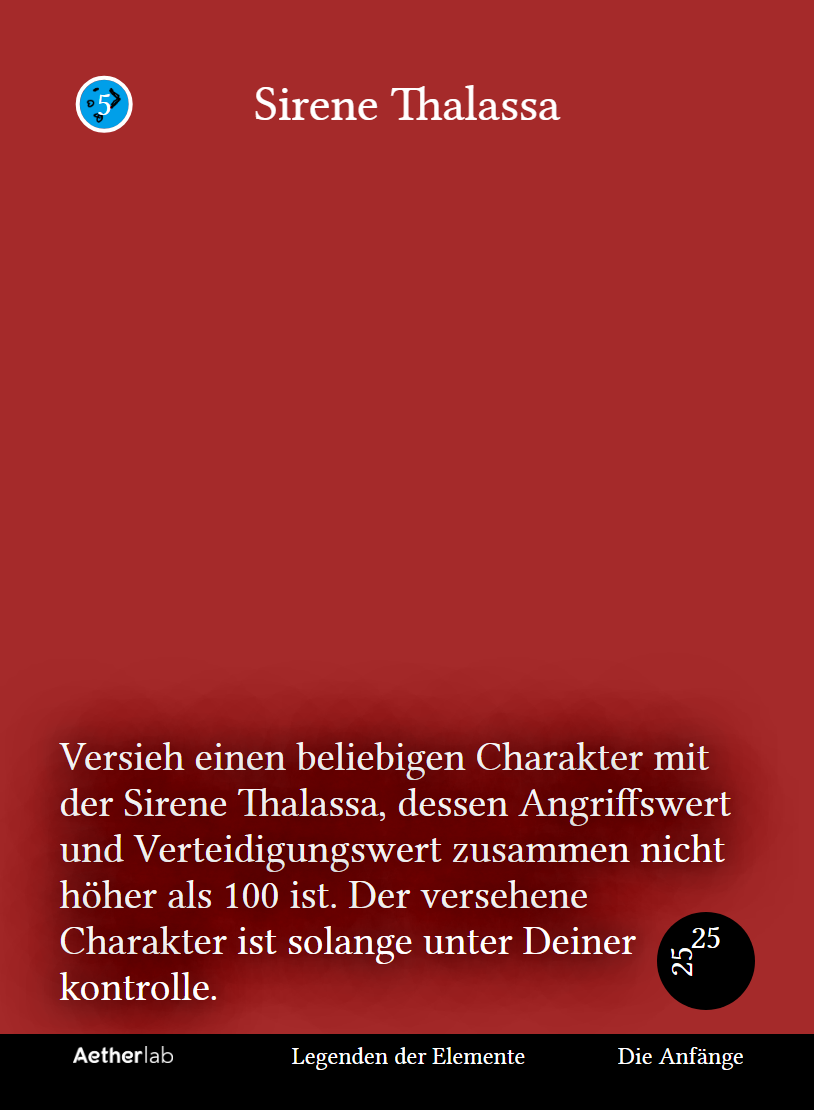 5
Sirene Thalassa
Versieh einen beliebigen Charakter mit
der Sirene Thalassa, dessen Angriffswert
und Verteidigungswert zusammen nicht
höher als 100 ist. Der versehene
Charakter ist solange unter Deiner
kontrolle.
25
25
Aetherlab
Legenden der Elemente
Die Anfänge